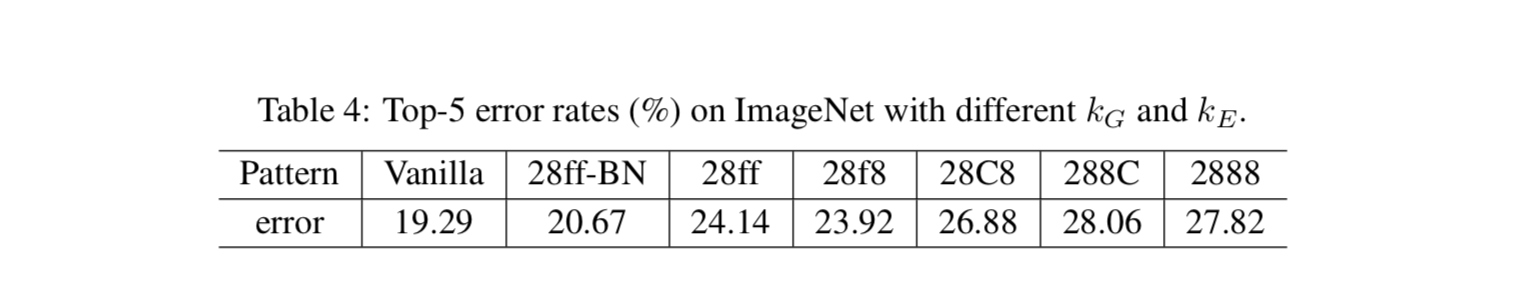 Table 4: Top-5 error rates (%) on ImageNet with different k_G and k_E.
Pattern Vanilla 28ff-BN 28ff 28f8 28C8 288C 2888
error 19.29 20.67 24.14 23.92 26.88 28.06 27.82